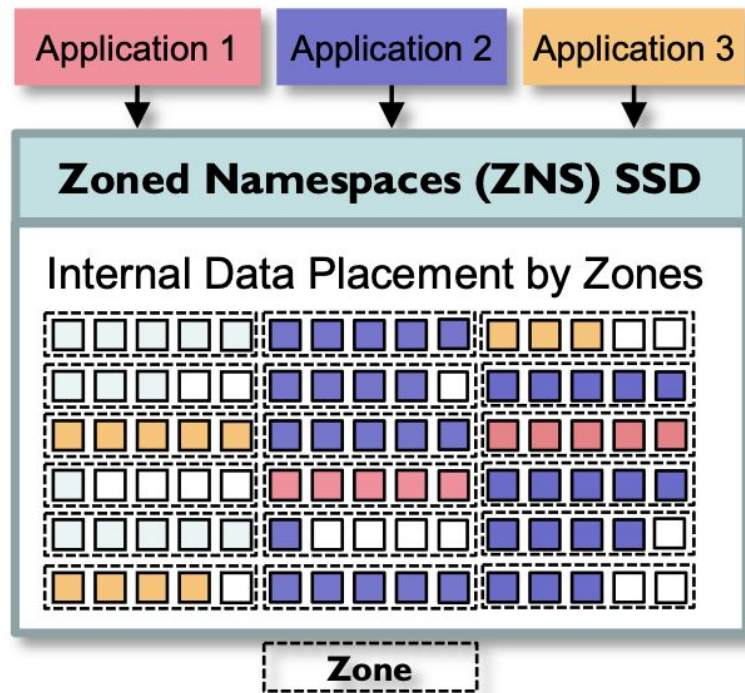 Application 1
Application 2
Application 3
Zoned Namespaces (ZNS) SSD
Internal Data Placement by Zones
Zone